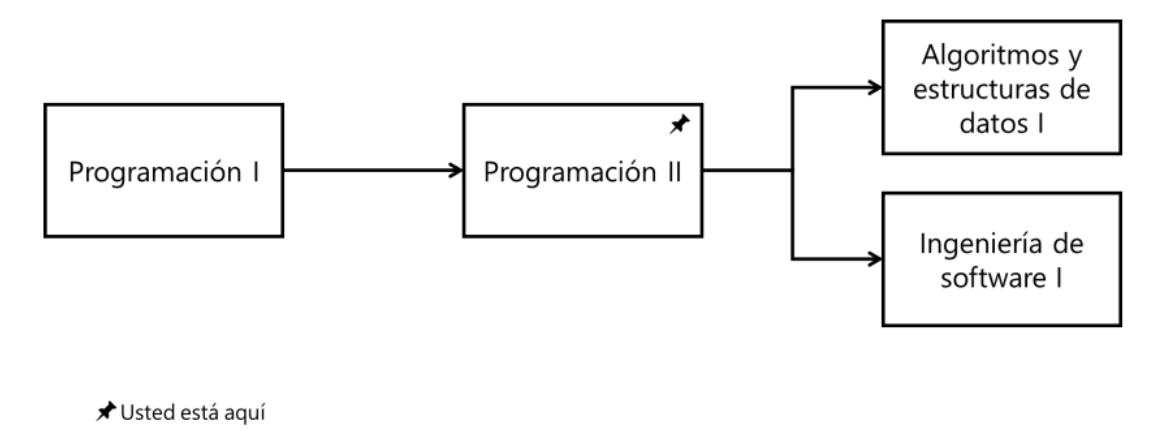 Programación I
Programación II
Algoritmos y
estructuras de
datos I
Ingeniería de
software I
Usted está aquí